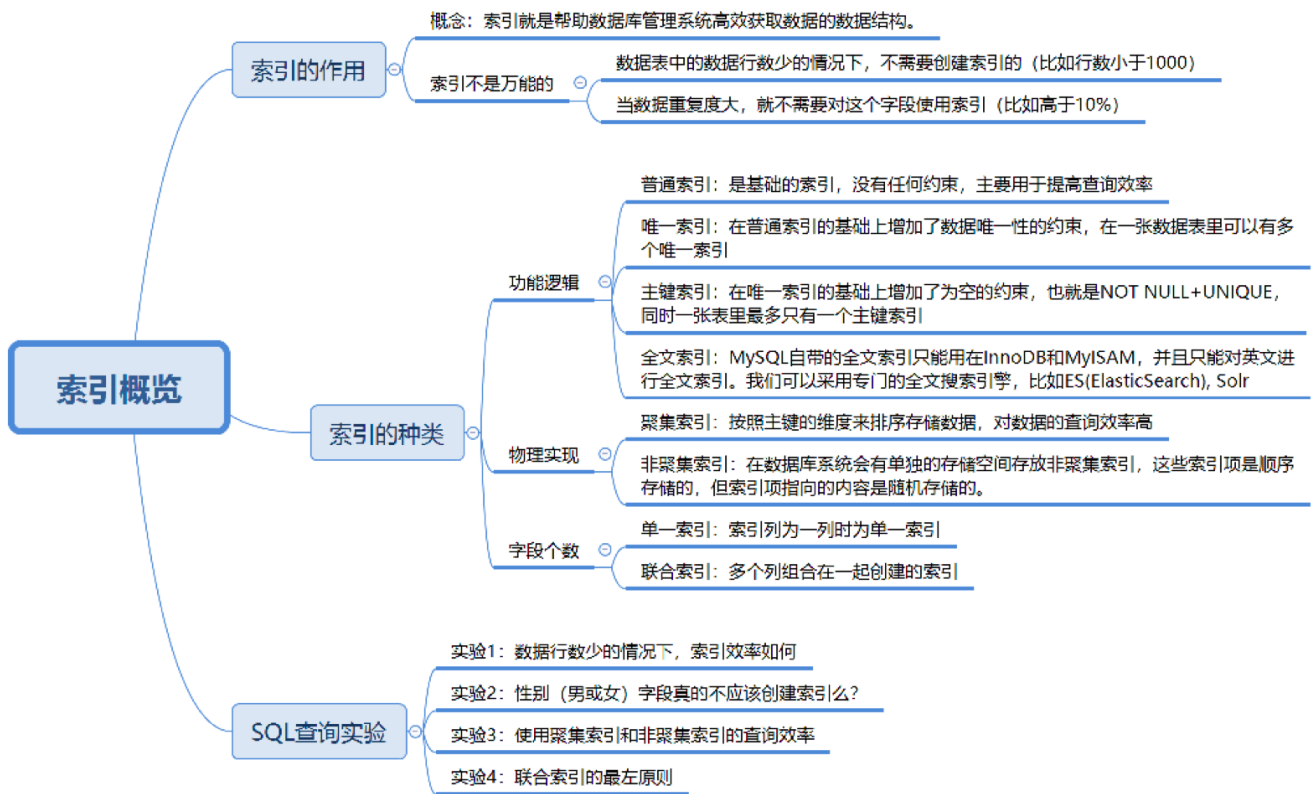 概念：索引就是帮助数据库管理系统高效获取数据的数据结构。
索引的作用
索引不是万能的
数据表中的数据行数少的情况下，不需要创建索引的（比如行数小于1000）
当数据重复度大，就不需要对这个字段使用索引（比如高于10%）
普通索引：是基础的索引，没有任何约束，主要用于提高查询效率
唯一索引：在普通索引的基础上增加了数据唯一性的约束，在一张数据表里可以有多
个唯一索引
功能逻辑
主键索引：在唯一索引的基础上增加了为空的约束，也就是NOT NULL+UNIQUE，
同时一张表里最多只有一个主键索引
全文索引：MySQL自带的全文索引只能用在InnoDB和MyISAM，并且只能对英文进
行全文索引。我们可以采用专门的全文搜索引擎，比如ES(ElasticSearch), Solr
索引概览
索引的种类
聚集索引：按照主键的维度来排序存储数据，对数据的查询效率高
物理实现
非聚集索引：在数据库系统会有单独的存储空间存放非聚集索引，这些索引项是顺序
存储的，但索引项指向的内容是随机存储的。
字段个数
单一索引：索引列为一列时为单一索引
联合索引：多个列组合在一起创建的索引
SQL查询实验
实验1：数据行数少的情况下，索引效率如何
实验2：性别（男或女）字段真的不应该创建索引么？
实验3：使用聚集索引和非聚集索引的查询效率
实验4：联合索引的最左原则